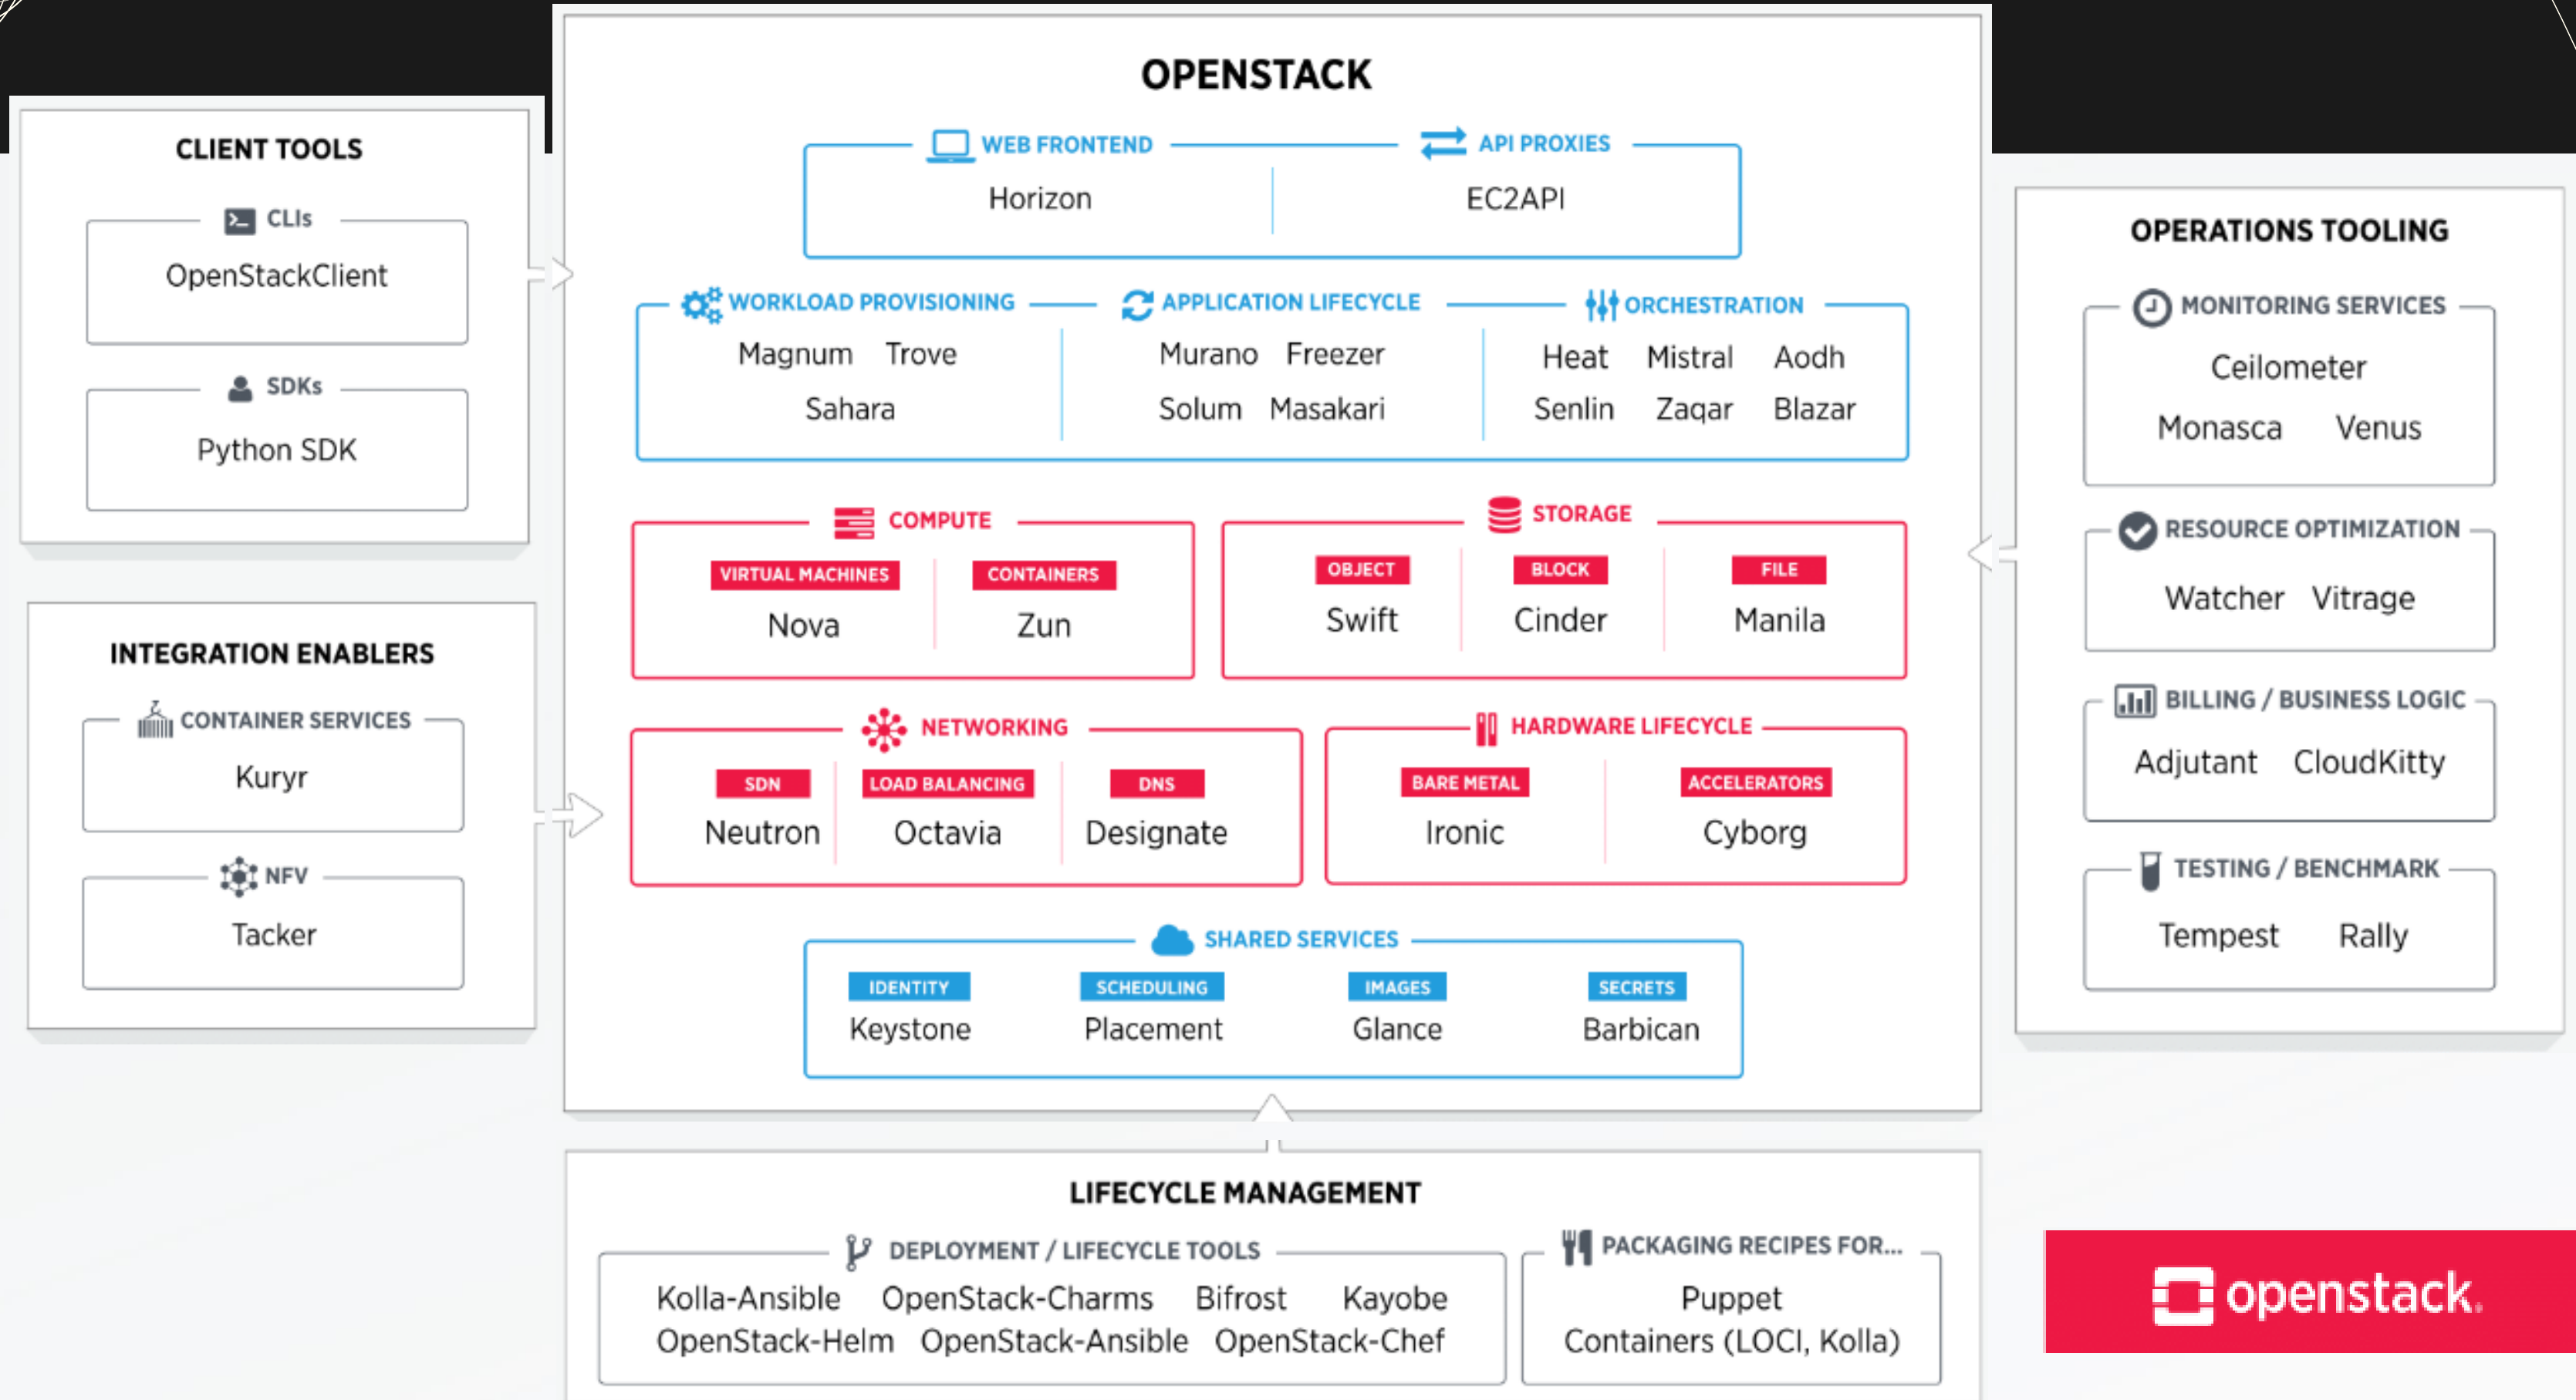 OPENSTACK
WEB FRONTEND
Horizon
API PROXIES
EC2API
WORKLOAD PROVISIONING
Magnum Trove
Sahara
APPLICATION LIFECYCLE
Murano Freezer
Solum Masakari
ORCHESTRATION
Heat Mistral Aodh
Senlin Zaqar Blazar
COMPUTE
VIRTUAL MACHINES
Nova
CONTAINERS
Zun
STORAGE
OBJECT
Swift
BLOCK
Cinder
FILE
Manila
NETWORKING
SDN
Neutron
LOAD BALANCING
Octavia
DNS
Designate
HARDWARE LIFECYCLE
BARE METAL
Ironic
ACCELERATORS
Cyborg
SHARED SERVICES
IDENTITY
Keystone
SCHEDULING
Placement
IMAGES
Glance
SECRETS
Barbican
CLIENT TOOLS
CLIs
OpenStackClient
SDKs
Python SDK
INTEGRATION ENABLERS
CONTAINER SERVICES
Kuryr
NFV
Tacker
OPERATIONS TOOLING
MONITORING SERVICES
Ceilometer
Monasca Venus
RESOURCE OPTIMIZATION
Watcher Vitrage
BILLING / BUSINESS LOGIC
Adjutant CloudKitty
TESTING / BENCHMARK
Tempest Rally
LIFECYCLE MANAGEMENT
DEPLOYMENT / LIFECYCLE TOOLS
Kolla-Ansible OpenStack-Charms Bifrost Kayobe
OpenStack-Helm OpenStack-Ansible OpenStack-Chef
PACKAGING RECIPES FOR...
Puppet
Containers (LOCI, Kolla)
openstack.